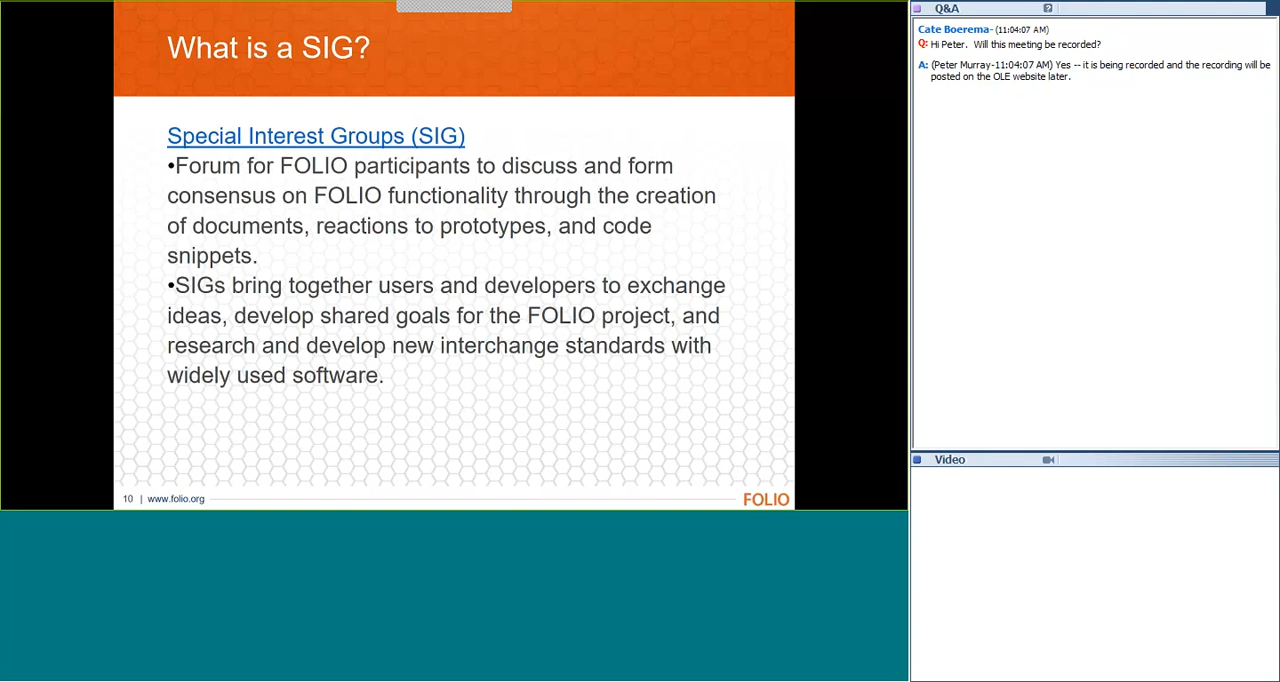 What is a SIG?
Special Interest Groups (SIG)
•Forum for FOLIO participants to discuss and form
consensus on FOLIO functionality through the creation
of documents, reactions to prototypes, and code
snippets.
•SIGs bring together users and developers to exchange
ideas, develop shared goals for the FOLIO project, and
research and develop new interchange standards with
widely used software.
10 | www.folio.org
FOLIO
Q&A
?
Cate Boerema- (11:04:07 AM)
Q: Hi Peter. Will this meeting be recorded?
A: (Peter Murray-11:04:07 AM) Yes -- it is being recorded and the recording will be
posted on the OLE website later.
Video